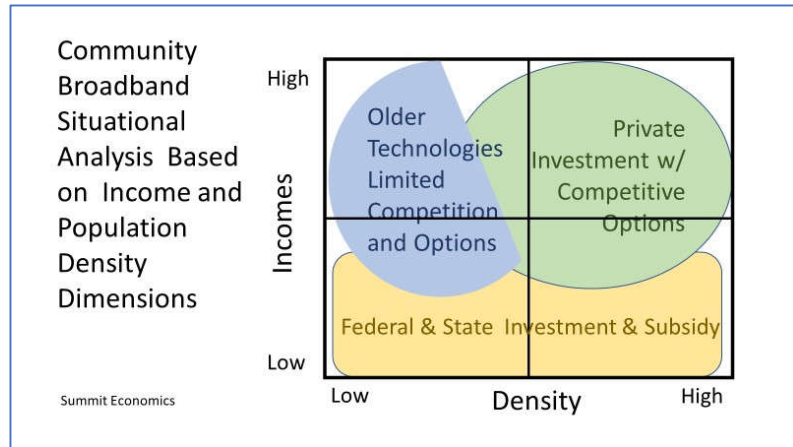 Community
Broadband
Situational
Analysis Based
on Income and
Population
Density
Dimensions
Summit Economics
High
Incomes
Low
Older
Technologies
Limited
Competition
and Options
Private
Investment w/
Competitive
Options
Federal & State Investment & Subsidy
Low
Density
High